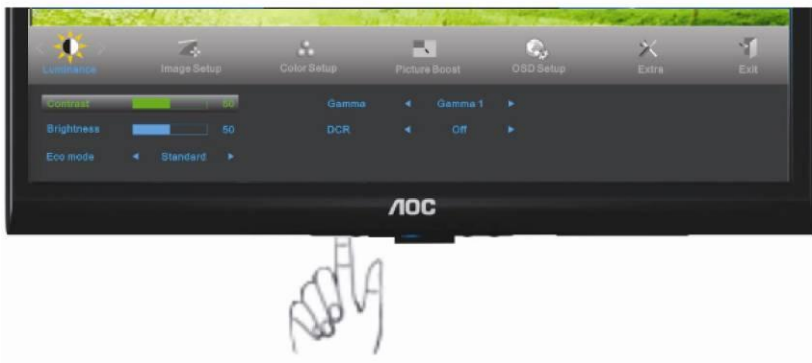 Luminance Image Setup Color Setup Picture Boost OSD Setup Extra Exit
Contrast 50 Gamma Gamma 1
Brightness 50 DCR Off
Eco mode Standard
AOC